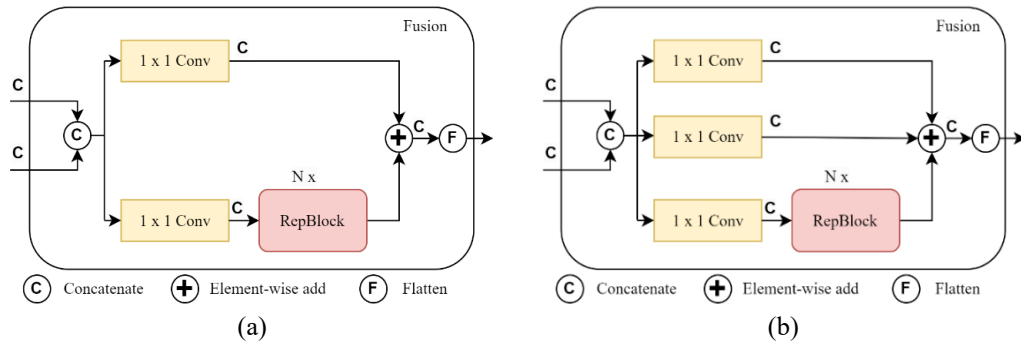 Fusion
1 x 1 Conv
C
C
C
C
C
N x
1 x 1 Conv
C
RepBlock
F
C Concatenate
Element-wise add
F Flatten
(a)
Fusion
1 x 1 Conv
C
C
C
C
1 x 1 Conv
C
C
F
N x
1 x 1 Conv
C
RepBlock
C Concatenate
Element-wise add
F Flatten
(b)